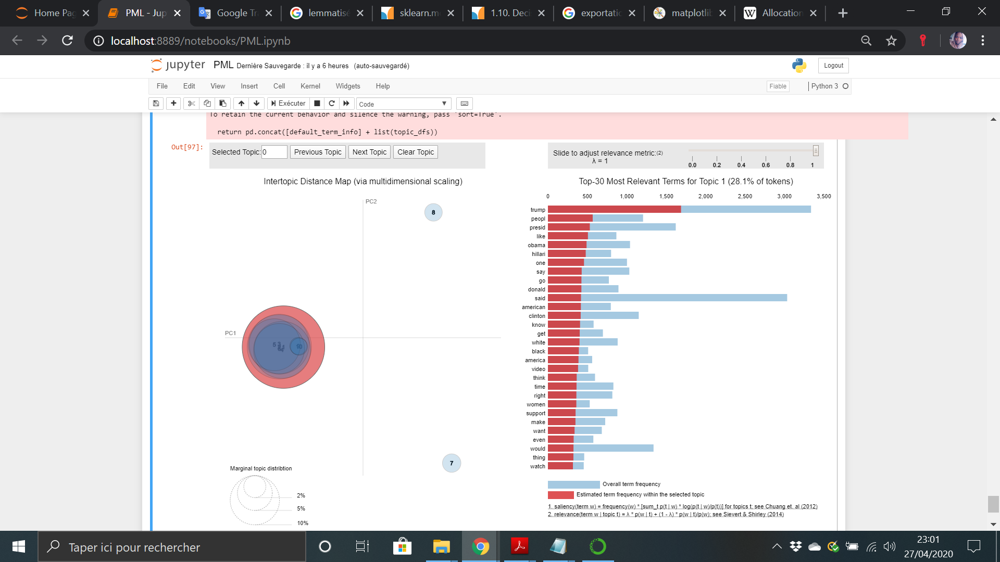 Home Pag
PML - Jup
Google Tra
lemmatise
sklearn.m
1.10. Deci
exportatio
matplotlib
Allocation
localhost:8889/notebooks/PML.ipynb
jupyter PML Dernière Sauvegarde : il y a 6 heures (auto-sauvegardé)
Logout
File Edit View Insert Cell Kernel Widgets Help
Fiable
Python 3
Exécuter
Code
To retain the current behavior and silence the warning, pass 'sort=True'.
return pd.concat([default_term_info] + list(topic_dfs))
Out[97]:
Selected Topic: 0 Previous Topic Next Topic Clear Topic
Slide to adjust relevance metric:(2)
λ = 1
0.0 0.2 0.4 0.6 0.8 1
Intertopic Distance Map (via multidimensional scaling)
PC2
8
PC1
5
7
Marginal topic distribtion
2%
5%
10%
Top-30 Most Relevant Terms for Topic 1 (28.1% of tokens)
0 500 1,000 1,500 2,000 2,500 3,000 3,500
trump
peopl
presid
like
obama
hillari
one
say
go
donald
said
american
clinton
know
get
white
black
america
video
think
time
right
women
support
make
want
even
would
thing
watch
Overall term frequency
Estimated term frequency within the selected topic
1. saliency(term w) = frequency(w) * [sum_t p(t | w) * log(p(t | w)/p(t))] for topics t; see Chuang et. al (2012)
2. relevance(term w | topic t) = λ * p(w | t) + (1 - λ) * p(w | t)/p(w); see Sievert & Shirley (2014)
Taper ici pour rechercher
23:01
27/04/2020